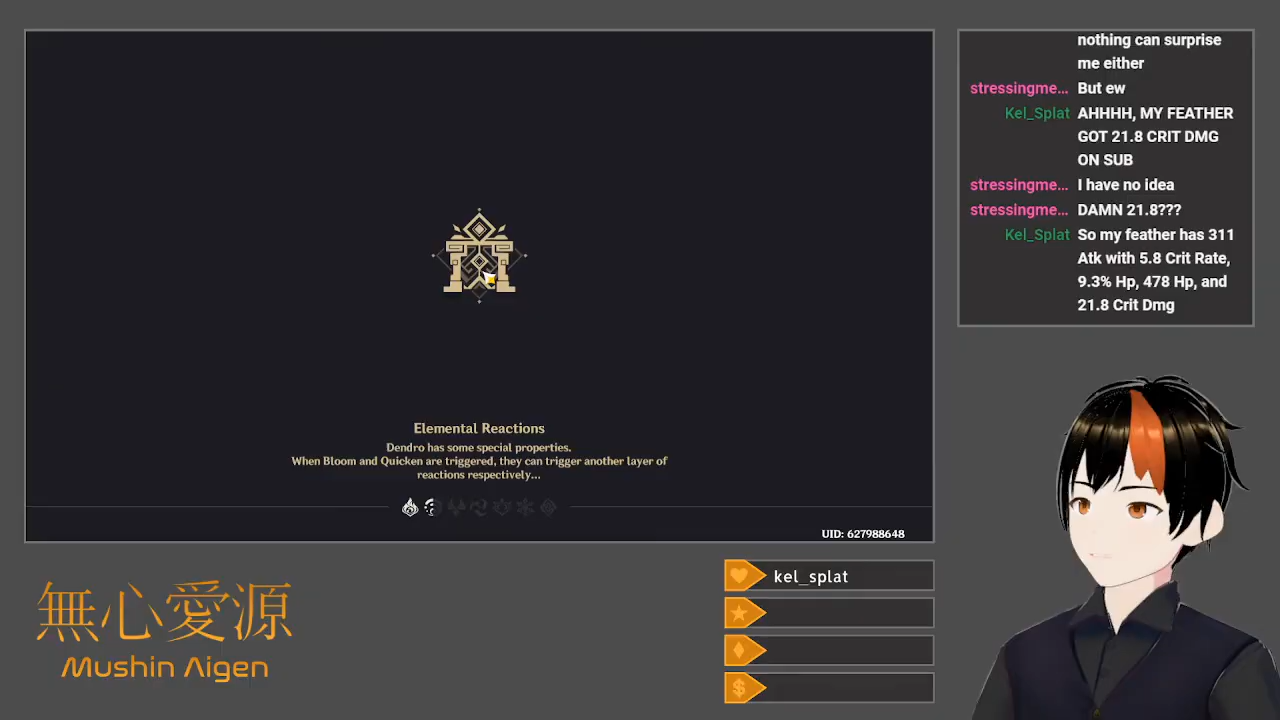 nothing can surprise
me either
stressingme... But ew
Kel_Splat AHHHH, MY FEATHER
GOT 21.8 CRIT DMG
ON SUB
stressingme... I have no idea
stressingme... DAMN 21.8???
Kel_Splat So my feather has 311
Atk with 5.8 Crit Rate,
9.3% Hp, 478 Hp, and
21.8 Crit Dmg
Elemental Reactions
Dendro has some special properties.
When Bloom and Quicken are triggered, they can trigger another layer of
reactions respectively...
UID: 627988648
kel_splat
無心愛源
Mushin Aigen